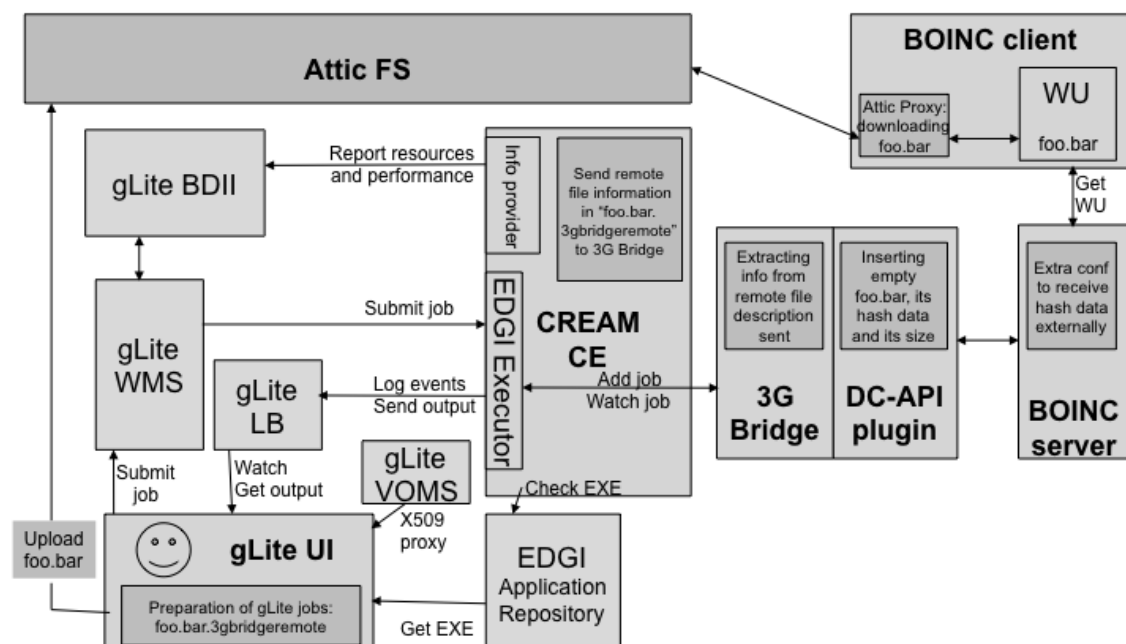 Attic FS
BOINC client
Attic Proxy:
downloading
foo.bar
WU
foo.bar
Get
WU
gLite BDII
Report resources
and performance
Info provider
Send remote
file information
in “foo.bar.
3gbridgeremote”
to 3G Bridge
CREAM
CE
EDGI Executor
gLite
WMS
Submit job
gLite
LB
Log events
Send output
Add job
Watch job
Extracting
info from
remote file
description
sent
3G
Bridge
Inserting
empty
foo.bar, its
hash data
and its size
DC-API
plugin
Extra conf
to receive
hash data
externally
BOINC
server
Submit
job
Watch
Get output
gLite
VOMS
X509
proxy
Check EXE
Upload
foo.bar
gLite UI
Preparation of gLite jobs:
foo.bar.3gbridgeremote
Get EXE
EDGI
Application
Repository